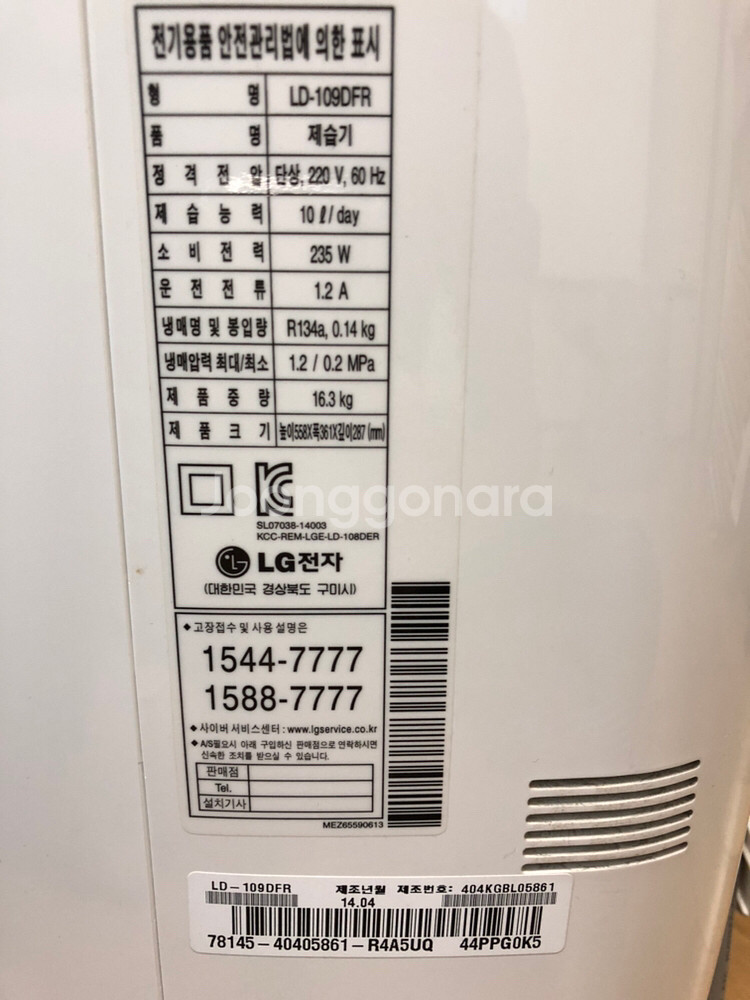 전기용품 안전관리법에 의한 표시
형 명 LD-109DFR
품 명 제습기
정 격 전 압 단상, 220 V, 60 Hz
제 습 능 력 10 ℓ/day
소 비 전 력 235 W
운 전 전 류 1.2 A
냉매명 및 봉입량 R134a, 0.14 kg
냉매압력 최대/최소 1.2 / 0.2 MPa
제 품 중 량 16.3 kg
제 품 크 기 높이558X폭361X깊이287 (mm)
Joonggonara
SL07038-14003
KCC-REM-LGE-LD-108DER
LG전자
(대한민국 경상북도 구미시)
◆ 고장접수 및 사용 설명은
1544-7777
1588-7777
◆ 사이버 서비스센터 : www.lgservice.co.kr
◆ A/S필요시 아래 구입하신 판매점으로 연락하시면
신속한 조치를 받으실 수 있습니다.
판매점
Tel.
설치기사
MEZ65590613
LD-109DFR 제조년월 제조번호: 404KGBL05861
14.04
78145-40405861-R4A5UQ 44PPG0K5